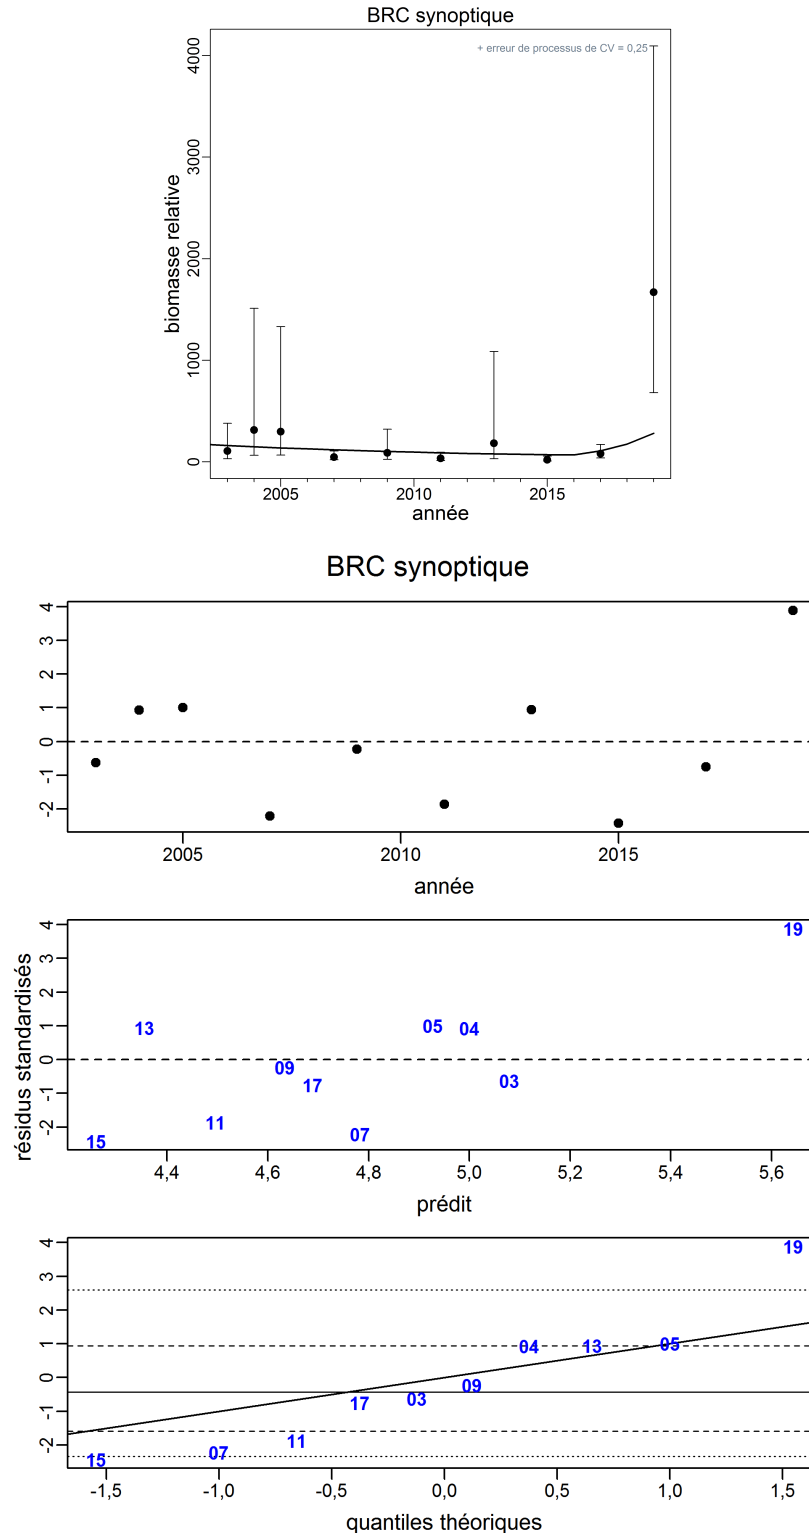 BRC synoptique
+ erreur de processus de CV = 0,25
biomasse relative
0 1000 2000 3000 4000
2005 2010 2015
année
BRC synoptique
-2 -1 0 1 2 3 4
2005 2010 2015
année
résidus standardisés
-2 -1 0 1 2 3 4
19
13
05 04
09
17
03
11
07
15
4,4 4,6 4,8 5,0 5,2 5,4 5,6
prédit
-2 -1 0 1 2 3 4
19
04 13 05
09
17 03
11
07
15
-1,5 -1,0 -0,5 0,0 0,5 1,0 1,5
quantiles théoriques